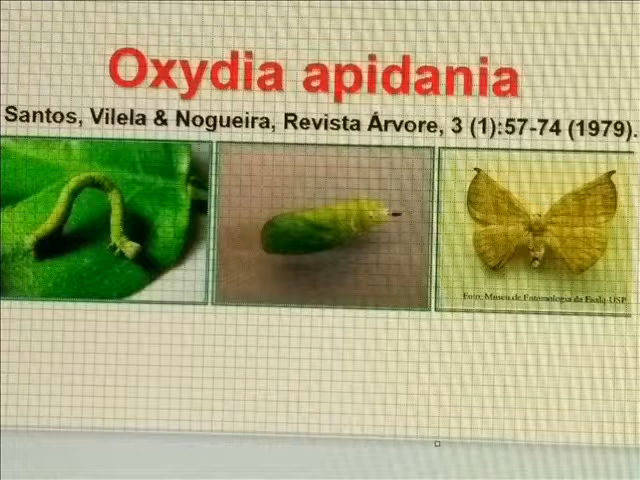 Oxydia apidania
Santos, Vilela & Nogueira, Revista Árvore, 3 (1):57-74 (1979).
Foto: Museu de Entomologia da Esalq-USP